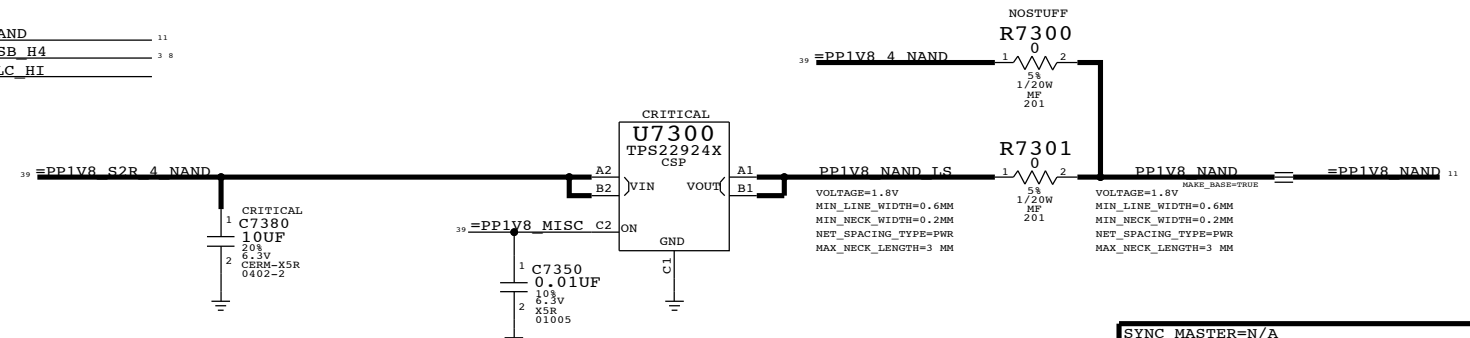 AND 11
SB_H4 3 8
LC_HI
NOSTUFF
R7300
0
39 =PP1V8_4_NAND 1 2
5%
1/20W
MF
201
CRITICAL
U7300
TPS22924X
CSP
39 =PP1V8_S2R_4_NAND
A2 VIN
B2
VOUT A1
B1
PP1V8_NAND_LS
VOLTAGE=1.8V
MIN_LINE_WIDTH=0.6MM
MIN_NECK_WIDTH=0.2MM
NET_SPACING_TYPE=PWR
MAX_NECK_LENGTH=3 MM
R7301
0
1 2
5%
1/20W
MF
201
PP1V8_NAND
MAKE_BASE=TRUE
VOLTAGE=1.8V
MIN_LINE_WIDTH=0.6MM
MIN_NECK_WIDTH=0.2MM
NET_SPACING_TYPE=PWR
MAX_NECK_LENGTH=3 MM
=PP1V8_NAND 11
1
CRITICAL
C7380
10UF
20%
6.3V
2 CERM-X5R
0402-2
39 =PP1V8_MISC C2 ON
GND
C1
1 C7350
0.01UF
10%
6.3V
2 X5R
01005
SYNC MASTER=N/A